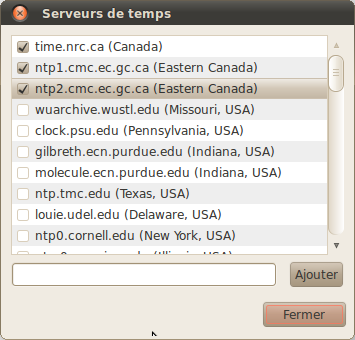 Serveurs de temps
time.nrc.ca (Canada)
ntp1.cmc.ec.gc.ca (Eastern Canada)
ntp2.cmc.ec.gc.ca (Eastern Canada)
wuarchive.wustl.edu (Missouri, USA)
clock.psu.edu (Pennsylvania, USA)
gilbreth.ecn.purdue.edu (Indiana, USA)
molecule.ecn.purdue.edu (Indiana, USA)
ntp.tmc.edu (Texas, USA)
louie.udel.edu (Delaware, USA)
ntp0.cornell.edu (New York, USA)
Ajouter
Fermer